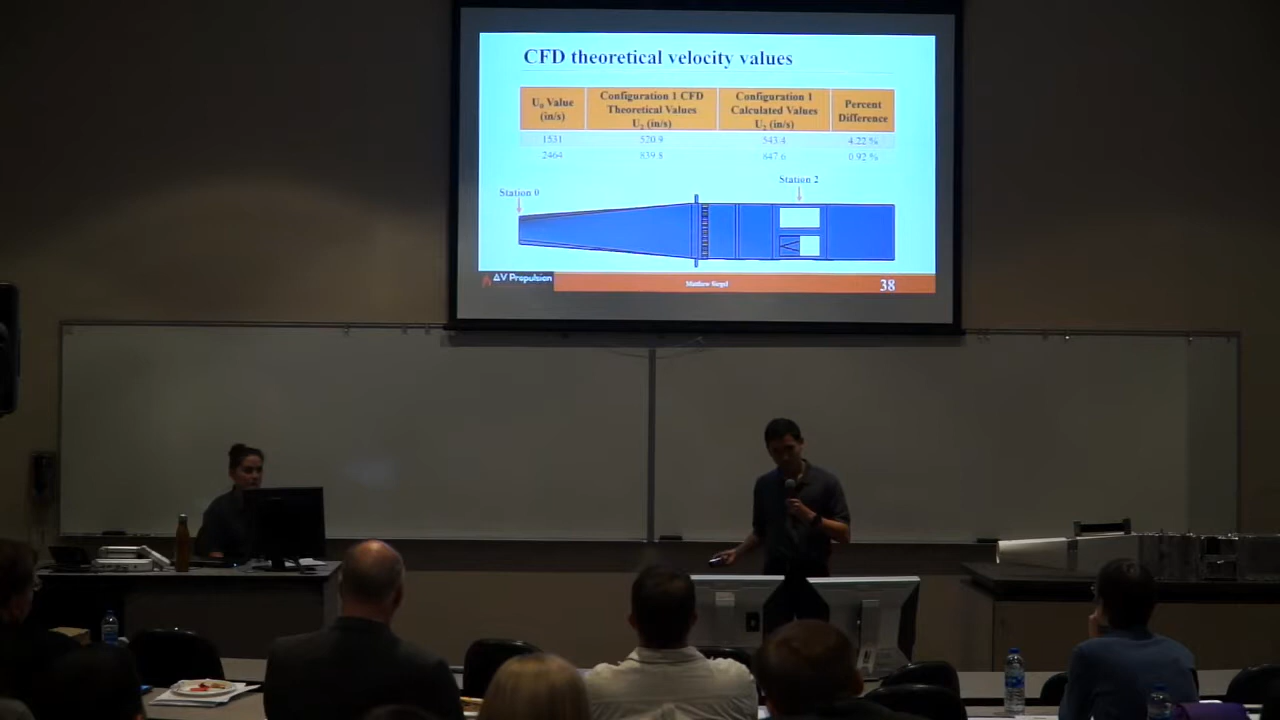 CFD theoretical velocity values
U₀ Value (in/s)
Configuration 1 CFD Theoretical Values U₂ (in/s)
Configuration 1 Calculated Values U₂ (in/s)
Percent Difference
1531 520.9 543.4 4.22 %
2464 839.8 847.6 0.92 %
Station 0
Station 2
ΔV Propulsion
Matthew Siegel
38